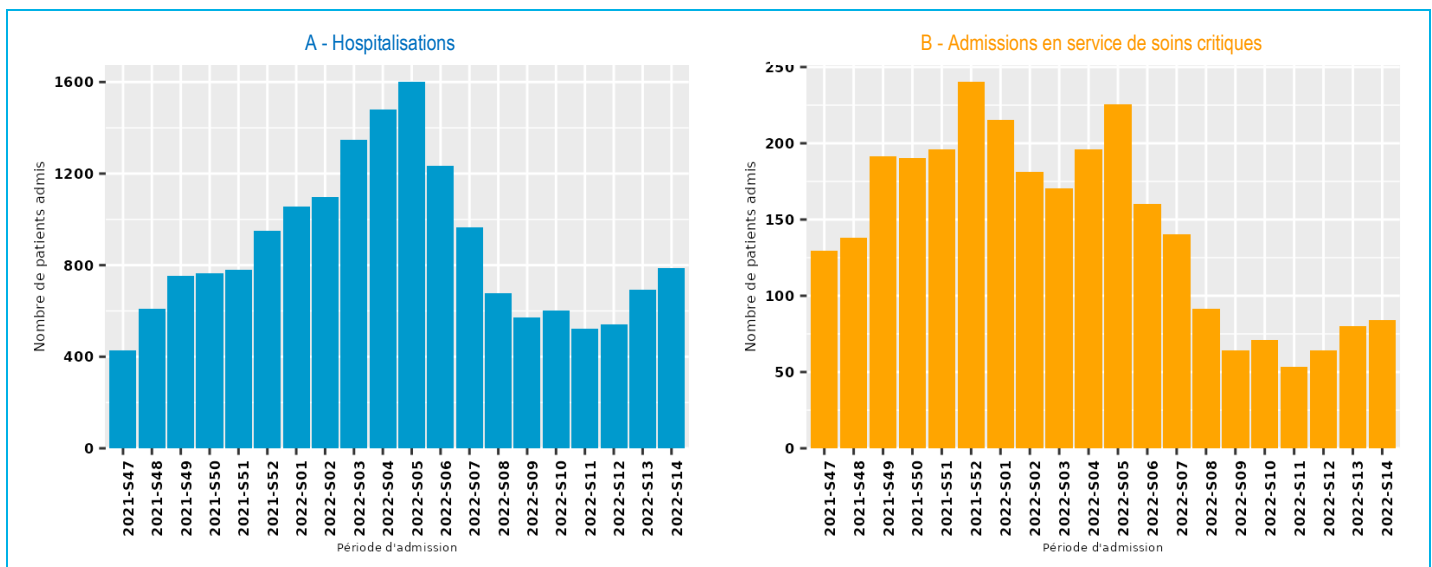 A - Hospitalisations
Nombre de patients admis
1600
1200
800
400
0
2021-S47
2021-S48
2021-S49
2021-S50
2021-S51
2021-S52
2022-S01
2022-S02
2022-S03
2022-S04
2022-S05
2022-S06
2022-S07
2022-S08
2022-S09
2022-S10
2022-S11
2022-S12
2022-S13
2022-S14
Période d'admission
B - Admissions en service de soins critiques
Nombre de patients admis
250
200
150
100
50
0
2021-S47
2021-S48
2021-S49
2021-S50
2021-S51
2021-S52
2022-S01
2022-S02
2022-S03
2022-S04
2022-S05
2022-S06
2022-S07
2022-S08
2022-S09
2022-S10
2022-S11
2022-S12
2022-S13
2022-S14
Période d'admission